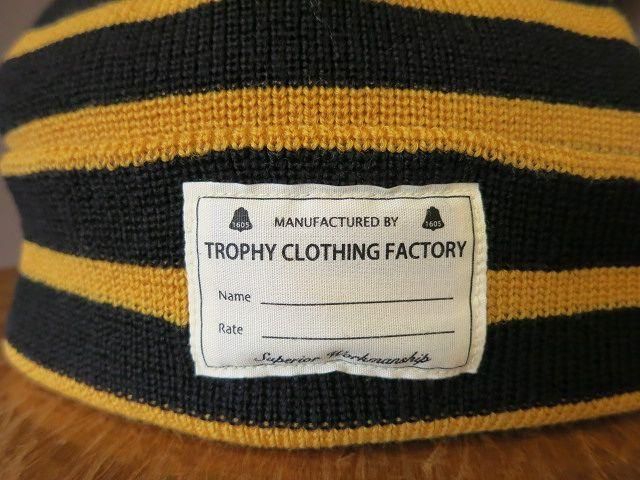 1605 MANUFACTURED BY 1605
TROPHY CLOTHING FACTORY
Name
Rate
Superior Workmanship